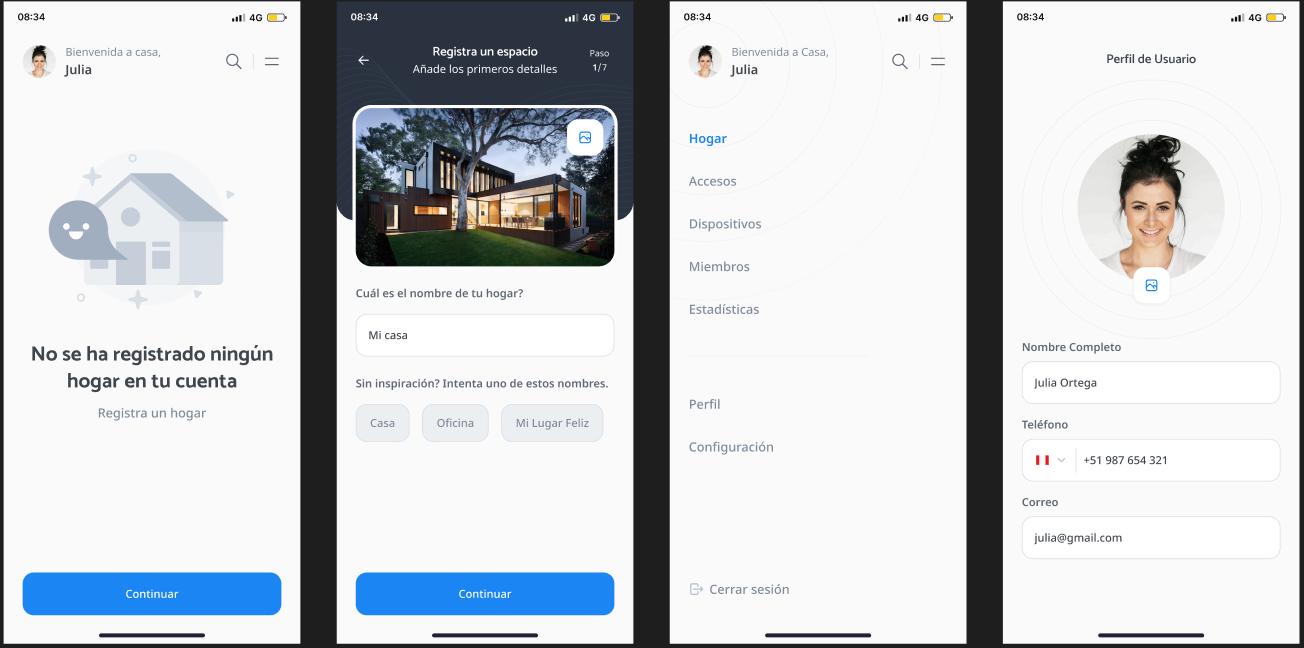 08:34
4G
Bienvenida a casa,
Julia
No se ha registrado ningún
hogar en tu cuenta
Registra un hogar
Continuar
08:34
4G
Registra un espacio
Añade los primeros detalles
Paso
1/7
Cuál es el nombre de tu hogar?
Mi casa
Sin inspiración? Intenta uno de estos nombres.
Casa
Oficina
Mi Lugar Feliz
Continuar
08:34
4G
Bienvenida a Casa,
Julia
Hogar
Accesos
Dispositivos
Miembros
Estadísticas
Perfil
Configuración
Cerrar sesión
08:34
4G
Perfil de Usuario
Nombre Completo
Julia Ortega
Teléfono
+51 987 654 321
Correo
julia@gmail.com